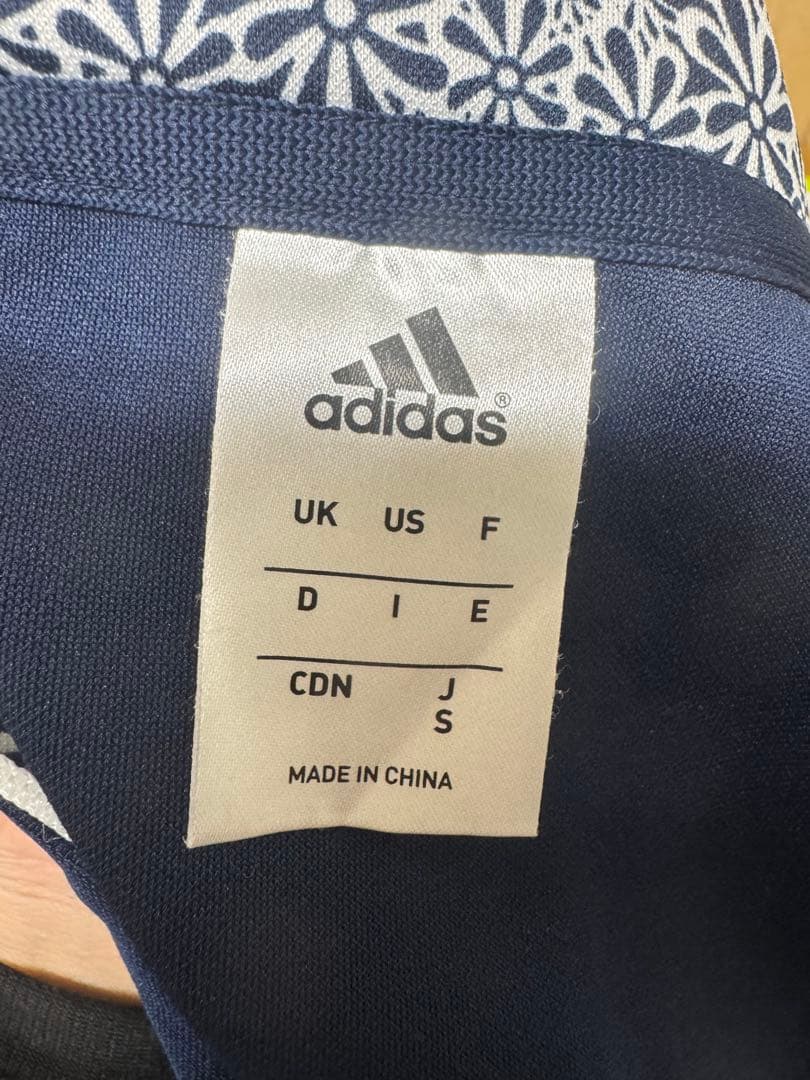 adidas®
UK US F
D I E
CDN J
S
MADE IN CHINA